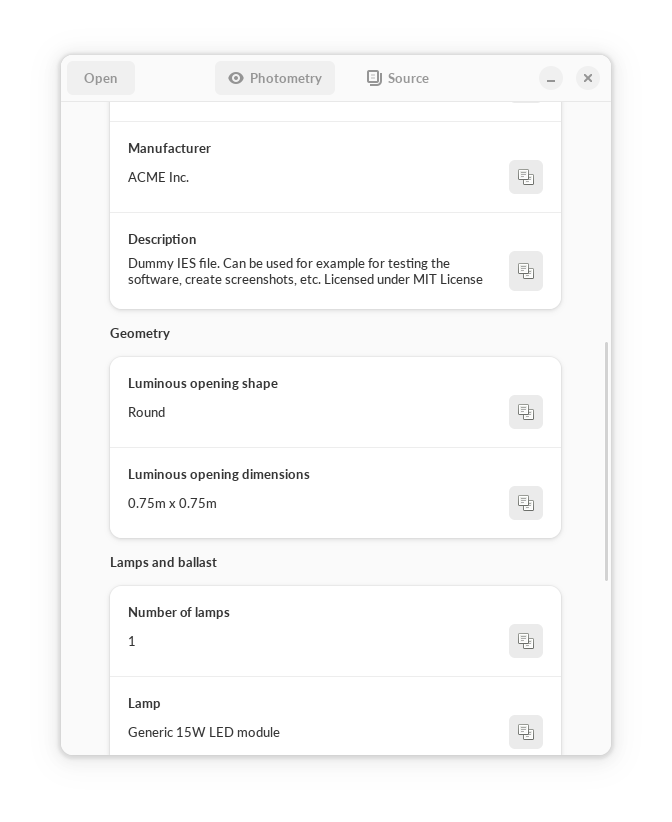 Open
Photometry
Source
Manufacturer
ACME Inc.
Description
Dummy IES file. Can be used for example for testing the
software, create screenshots, etc. Licensed under MIT License
Geometry
Luminous opening shape
Round
Luminous opening dimensions
0.75m x 0.75m
Lamps and ballast
Number of lamps
1
Lamp
Generic 15W LED module